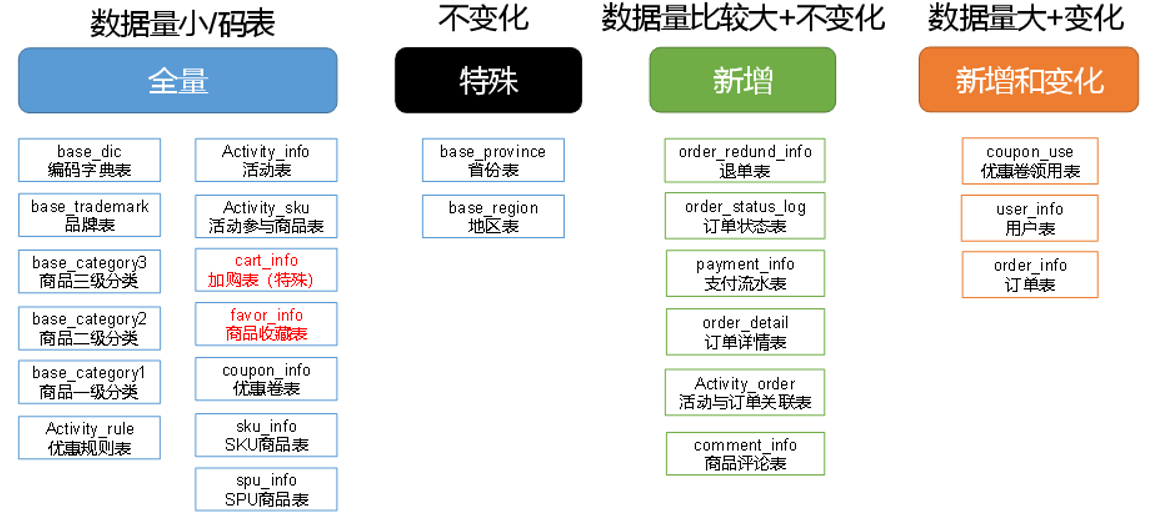 数据量小/码表
全量
base_dic
编码字典表
base_trademark
品牌表
base_category3
商品三级分类
base_category2
商品二级分类
base_category1
商品一级分类
Activity_rule
优惠规则表
Activity_info
活动表
Activity_sku
活动参与商品表
cart_info
加购表（特殊）
favor_info
商品收藏表
coupon_info
优惠卷表
sku_info
SKU商品表
spu_info
SPU商品表
不变化
特殊
base_province
省份表
base_region
地区表
数据量比较大+不变化
新增
order_redund_info
退单表
order_status_log
订单状态表
payment_info
支付流水表
order_detail
订单详情表
Activity_order
活动与订单关联表
comment_info
商品评论表
数据量大+变化
新增和变化
coupon_use
优惠卷领用表
user_info
用户表
order_info
订单表